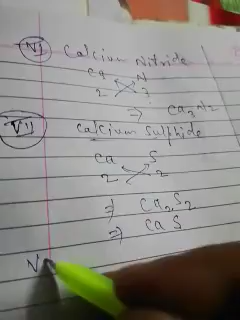 VI) Calcium Nitride
Ca N
2 3
⇒ Ca3N2
VII) Calcium Sulphide
Ca S
2 2
⇒ Ca2S2
⇒ CaS
V